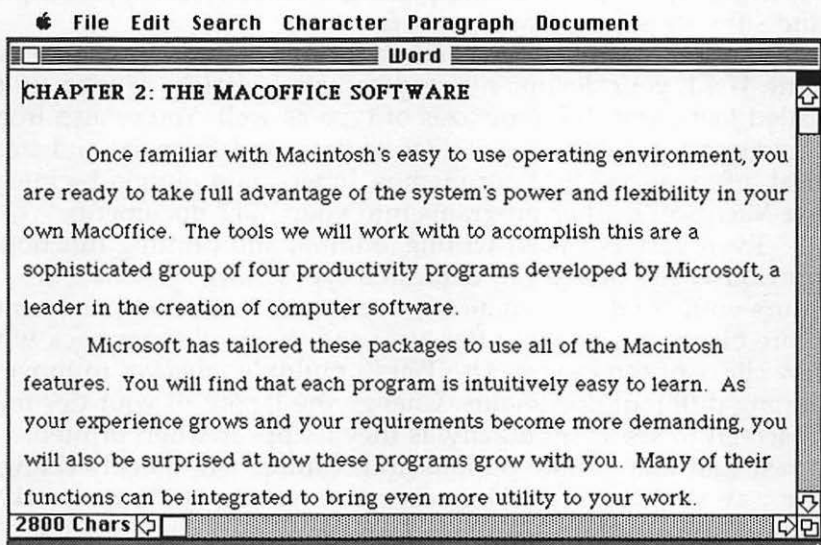 File Edit Search Character Paragraph Document
Word
CHAPTER 2: THE MACOFFICE SOFTWARE
Once familiar with Macintosh's easy to use operating environment, you
are ready to take full advantage of the system's power and flexibility in your
own MacOffice. The tools we will work with to accomplish this are a
sophisticated group of four productivity programs developed by Microsoft, a
leader in the creation of computer software.
Microsoft has tailored these packages to use all of the Macintosh
features. You will find that each program is intuitively easy to learn. As
your experience grows and your requirements become more demanding, you
will also be surprised at how these programs grow with you. Many of their
functions can be integrated to bring even more utility to your work.
2800 Chars